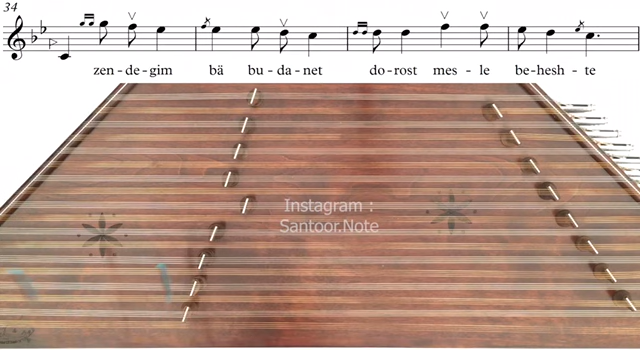 34
zen - de - gim bä bu - da - net do - rost mes - le be - hesh - te
Instagram :
Santoor.Note